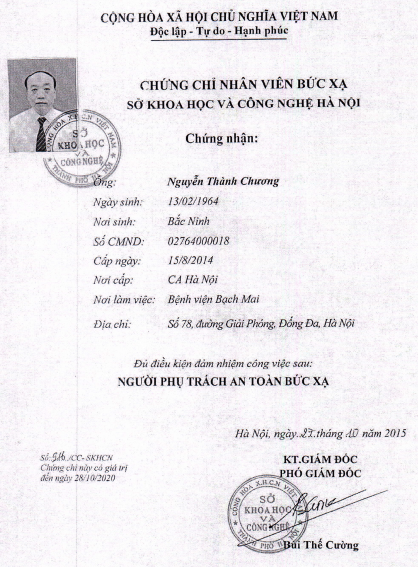 CỘNG HÒA XÃ HỘI CHỦ NGHĨA VIỆT NAM
Độc lập - Tự do - Hạnh phúc
CHỨNG CHỈ NHÂN VIÊN BỨC XẠ
SỞ KHOA HỌC VÀ CÔNG NGHỆ HÀ NỘI
Chứng nhận:
CỘNG HÒA X.H.C.N VIỆT NAM
SỞ
KHOA HỌC
VÀ
CÔNG NGHỆ
THÀNH PHỐ HÀ NỘI
Ông: Nguyễn Thành Chương
Ngày sinh: 13/02/1964
Nơi sinh: Bắc Ninh
Số CMND: 02764000018
Cấp ngày: 15/8/2014
Nơi cấp: CA Hà Nội
Nơi làm việc: Bệnh viện Bạch Mai
Địa chỉ: Số 78, đường Giải Phóng, Đống Đa, Hà Nội
Đủ điều kiện đảm nhiệm công việc sau:
NGƯỜI PHỤ TRÁCH AN TOÀN BỨC XẠ
Hà Nội, ngày tháng 10 năm 2015
Số: /CC- SKHCN
Chứng chỉ này có giá trị
đến ngày 28/10/2020
KT.GIÁM ĐỐC
PHÓ GIÁM ĐỐC
CỘNG HÒA X.H.C.N VIỆT NAM
SỞ
KHOA HỌC
VÀ
CÔNG NGHỆ
THÀNH PHỐ HÀ NỘI
Bùi Thế Cường